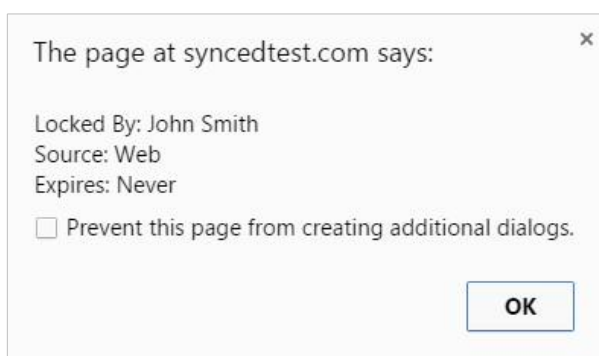 The page at syncedtest.com says:
Locked By: John Smith
Source: Web
Expires: Never
Prevent this page from creating additional dialogs.
OK